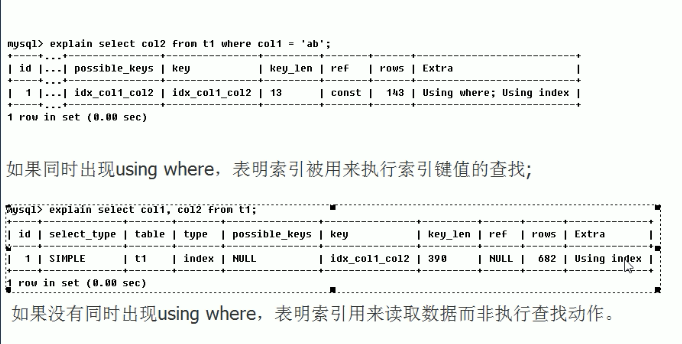 mysql> explain select col2 from t1 where col1 = 'ab';
+----+...+---------------+---------------+---------+-------+------+--------------------------+
| id |...| possible_keys | key | key_len | ref | rows | Extra |
+----+...+---------------+---------------+---------+-------+------+--------------------------+
| 1 |...| idx_col1_col2 | idx_col1_col2 | 13 | const | 143 | Using where; Using index |
+----+...+---------------+---------------+---------+-------+------+--------------------------+
1 row in set (0.00 sec)
如果同时出现using where，表明索引被用来执行索引键值的查找;
mysql> explain select col1, col2 from t1;
+----+-------------+-------+-------+---------------+---------------+---------+------+------+-------------+
| id | select_type | table | type | possible_keys | key | key_len | ref | rows | Extra |
+----+-------------+-------+-------+---------------+---------------+---------+------+------+-------------+
| 1 | SIMPLE | t1 | index | NULL | idx_col1_col2 | 390 | NULL | 682 | Using index |
+----+-------------+-------+-------+---------------+---------------+---------+------+------+-------------+
1 row in set (0.00 sec)
如果没有同时出现using where，表明索引用来读取数据而非执行查找动作。